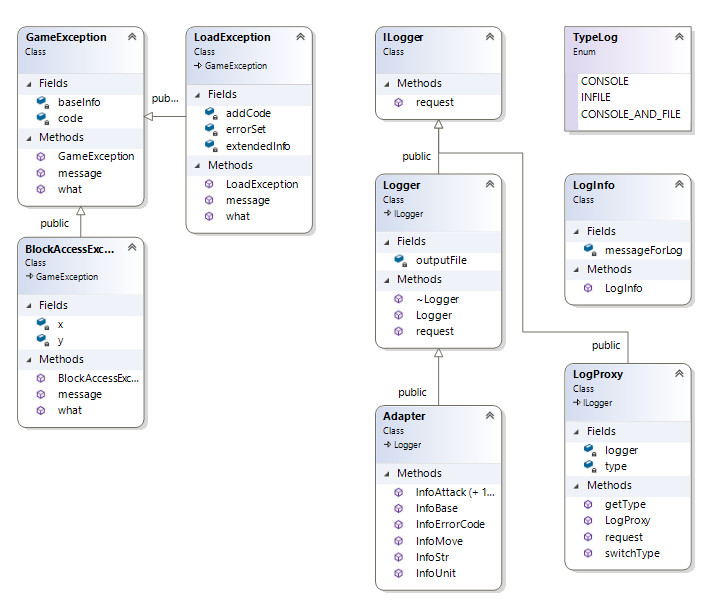 GameException
Class
Fields
baseInfo
code
Methods
GameException
message
what
pub...
LoadException
Class
GameException
Fields
addCode
errorSet
extendedInfo
Methods
LoadException
message
what
public
BlockAccessExc...
Class
GameException
Fields
x
y
Methods
BlockAccessExc...
message
what
ILogger
Class
Methods
request
public
Logger
Class
ILogger
Fields
outputFile
Methods
~Logger
Logger
request
public
Adapter
Class
Logger
Methods
InfoAttack (+ 1...
InfoBase
InfoErrorCode
InfoMove
InfoStr
InfoUnit
TypeLog
Enum
CONSOLE
INFILE
CONSOLE_AND_FILE
LogInfo
Class
Fields
messageForLog
Methods
LogInfo
public
LogProxy
Class
ILogger
Fields
logger
type
Methods
getType
LogProxy
request
switchType